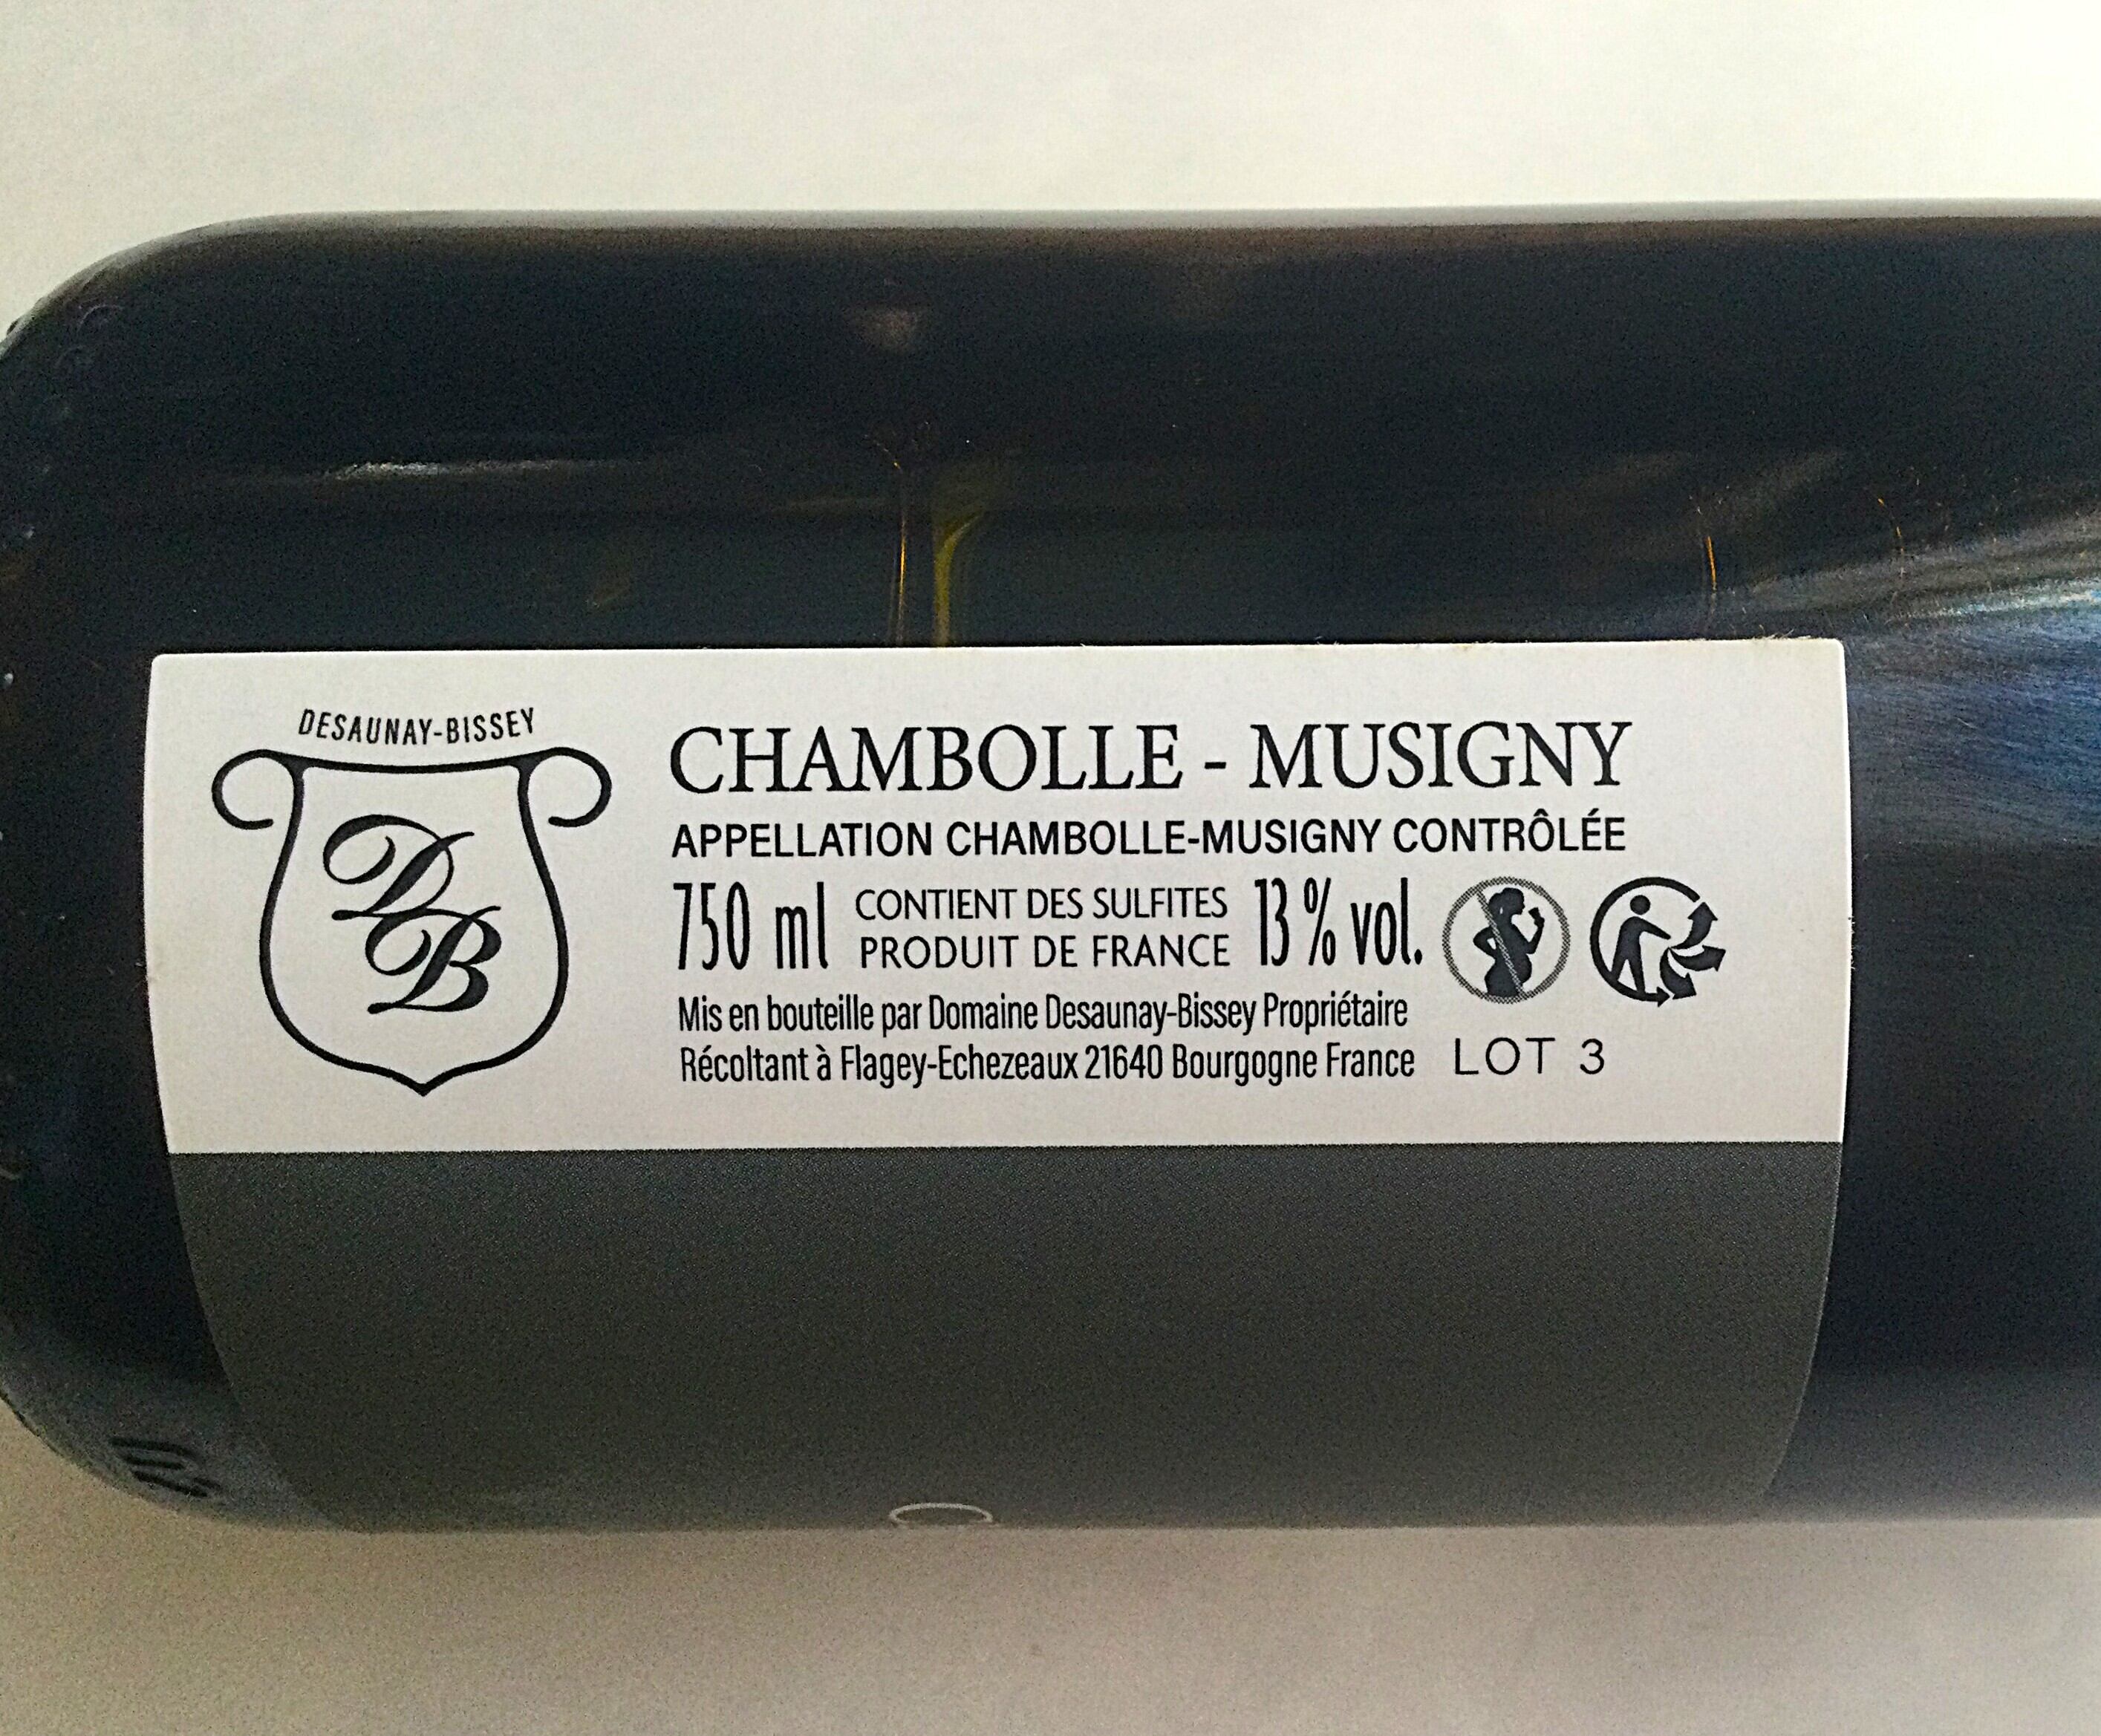 DESAUNAY-BISSEY
DB
CHAMBOLLE - MUSIGNY
APPELLATION CHAMBOLLE-MUSIGNY CONTRÔLÉE
750 ml CONTIENT DES SULFITES 13 % vol.
PRODUIT DE FRANCE
Mis en bouteille par Domaine Desaunay-Bissey Propriétaire
Récoltant à Flagey-Echezeaux 21640 Bourgogne France LOT 3